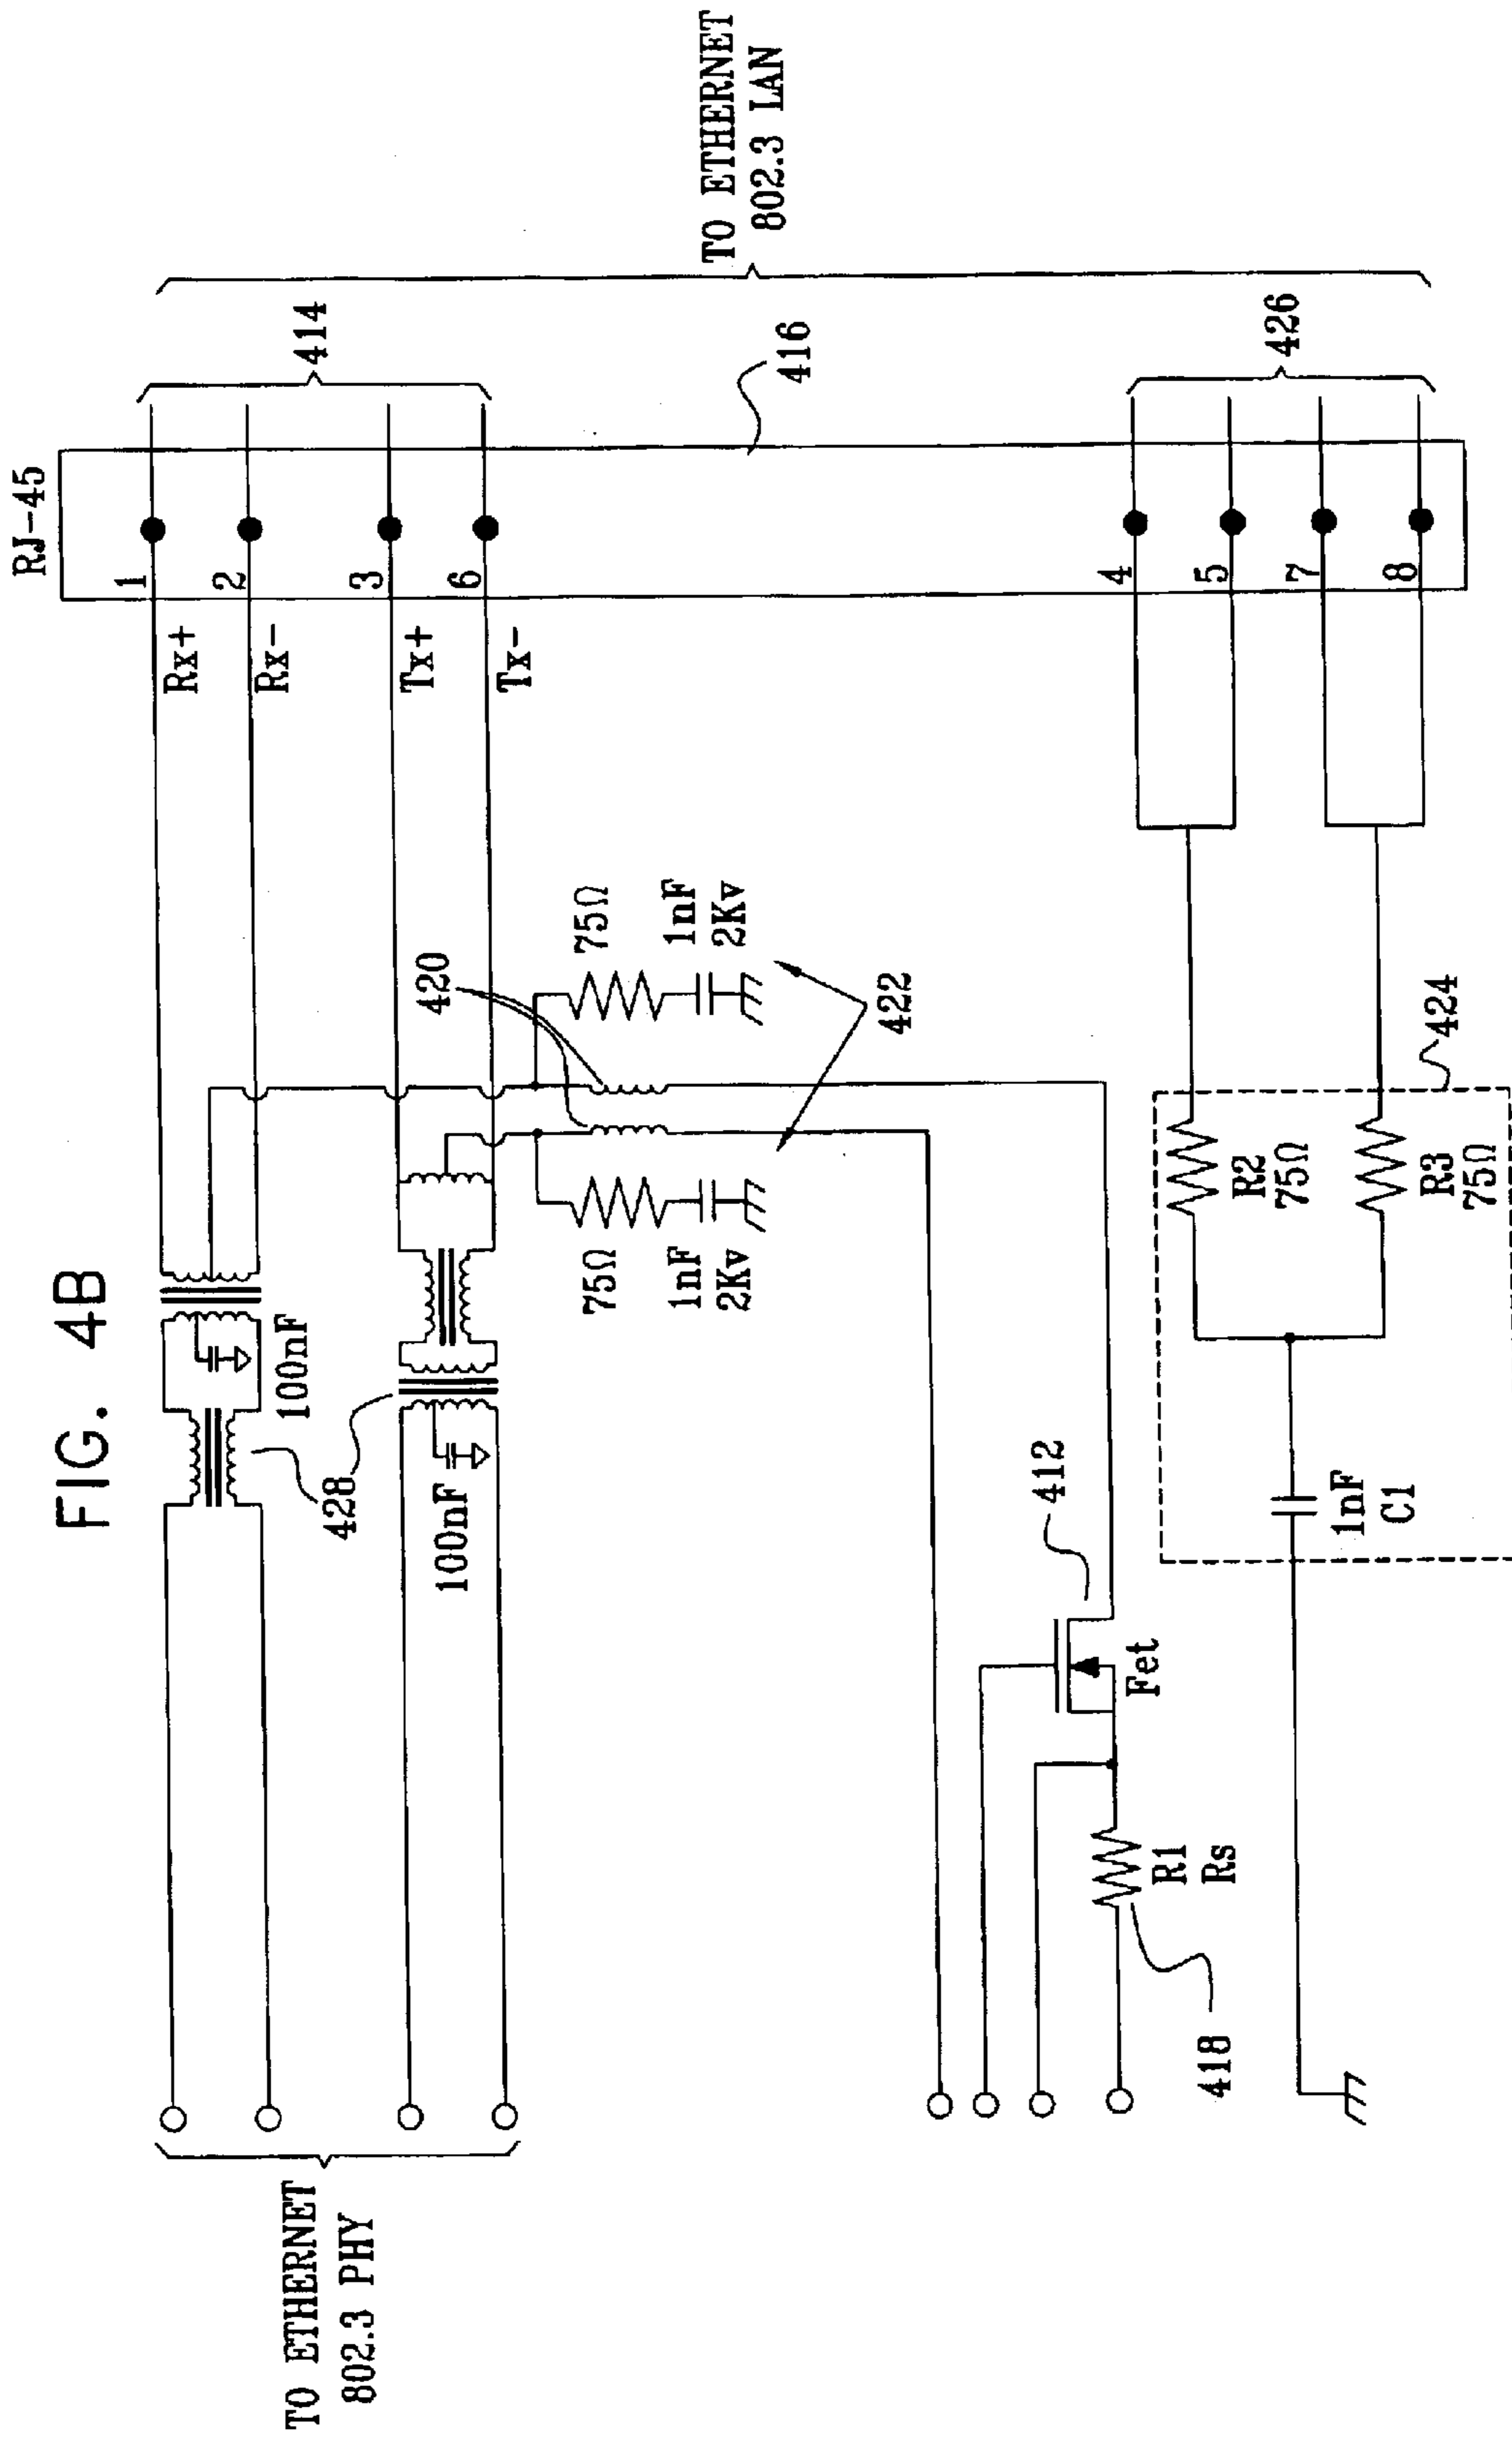 FIG. 4B
TO ETHERNET
802.3 PHY
428
100nF
100nF
Rx+
Rx-
Tx+
Tx-
RJ-45
1
2
3
6
4
5
7
8
414
TO ETHERNET
802.3 LAN
416
426
420
75Ω
1nF
2Kv
75Ω
1nF
2Kv
422
412
Fet
R1
Rs
418
424
R2
75Ω
R3
75Ω
1nF
C1